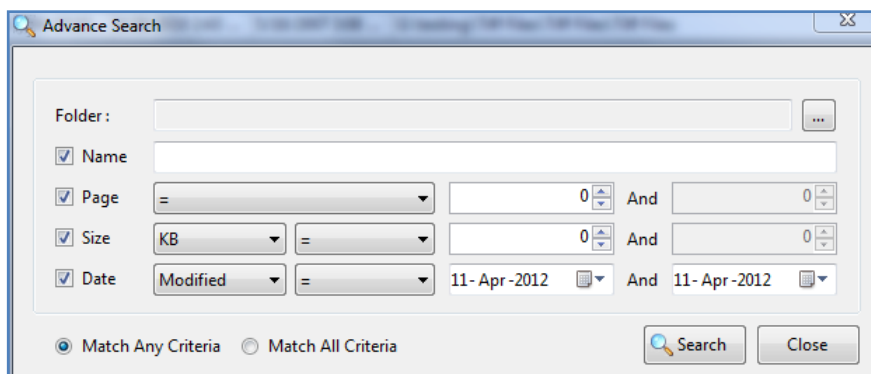 Advance Search
Folder :
...
Name
Page = 0 And 0
Size KB = 0 And 0
Date Modified = 11- Apr -2012 And 11- Apr -2012
Match Any Criteria Match All Criteria Search Close